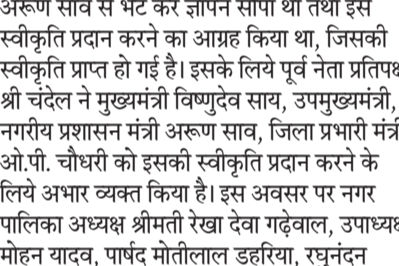 अरूण साव से भेंट कर ज्ञापन सौंपा था तथा इसे
स्वीकृति प्रदान करने का आग्रह किया था, जिसकी
स्वीकृति प्राप्त हो गई है। इसके लिये पूर्व नेता प्रतिपक्ष
श्री चंदेल ने मुख्यमंत्री विष्णुदेव साय, उपमुख्यमंत्री,
नगरीय प्रशासन मंत्री अरूण साव, जिला प्रभारी मंत्री
ओ.पी. चौधरी को इसकी स्वीकृति प्रदान करने के
लिये अभार व्यक्त किया है। इस अवसर पर नगर
पालिका अध्यक्ष श्रीमती रेखा देवा गढ़ेवाल, उपाध्यक्ष
मोहन यादव, पार्षद मोतीलाल डहरिया, रघुनंदन